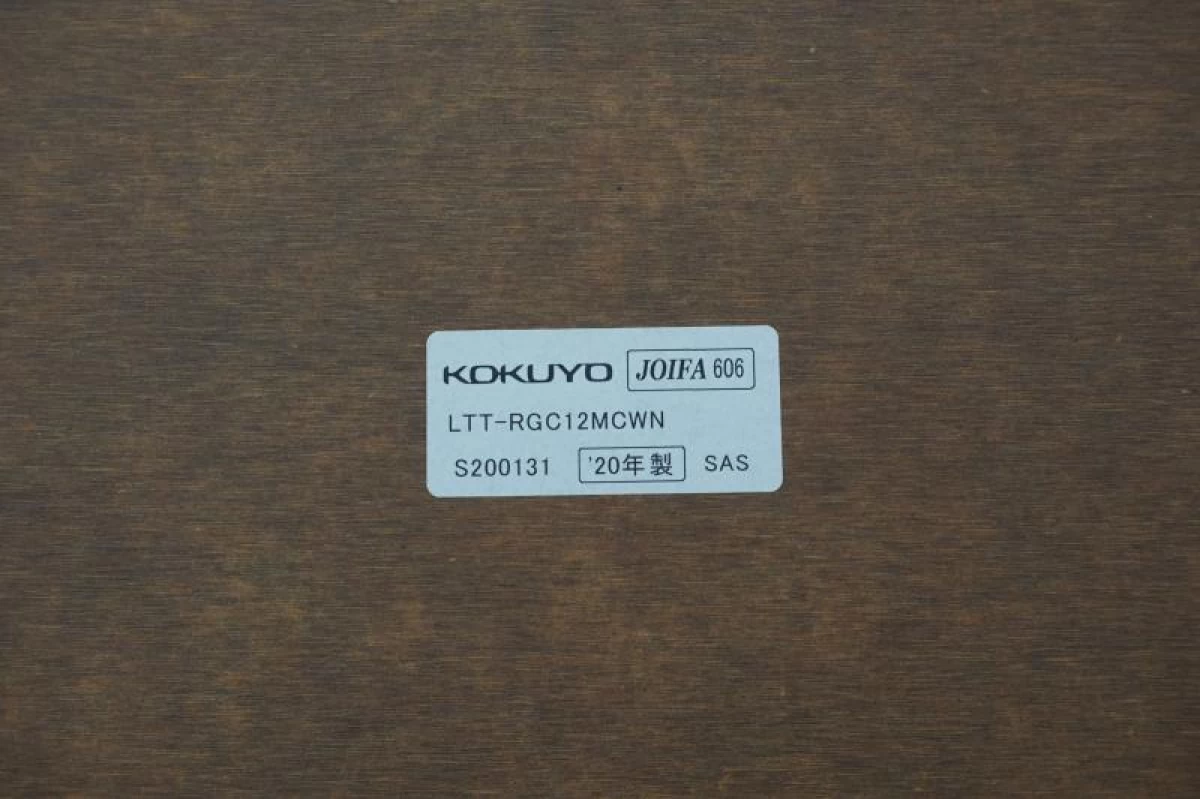 KOKUYO JOIFA 606
LTT-RGC12MCWN
S200131 '20年製 SAS